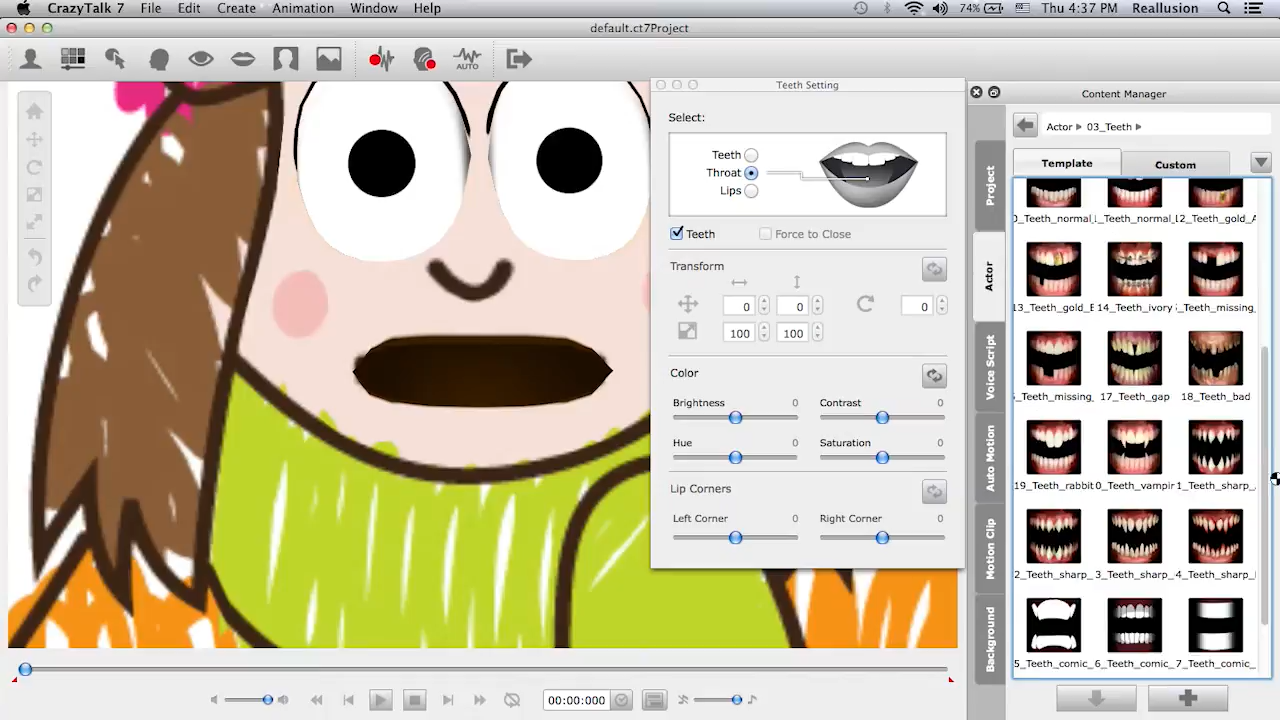 CrazyTalk 7 File Edit Create Animation Window Help 74% Thu 4:37 PM Reallusion
default.ct7Project
AUTO
Teeth Setting
Select:
Teeth
Throat
Lips
Teeth Force to Close
Transform
0 0 0
100 100
Color
Brightness 0 Contrast 0
Hue 0 Saturation 0
Lip Corners
Left Corner 0 Right Corner 0
Content Manager
Actor 03_Teeth
Template Custom
Project
Actor
Voice Script
Auto Motion
Motion Clip
Background
0_Teeth_normal_ _Teeth_normal_ 12_Teeth_gold_A
13_Teeth_gold_E 14_Teeth_ivory _Teeth_missing_
_Teeth_missing_ 17_Teeth_gap 18_Teeth_bad
19_Teeth_rabbit 0_Teeth_vampir 1_Teeth_sharp_
2_Teeth_sharp_ 3_Teeth_sharp_ 4_Teeth_sharp_
5_Teeth_comic_ 6_Teeth_comic_ 7_Teeth_comic_
00:00:000